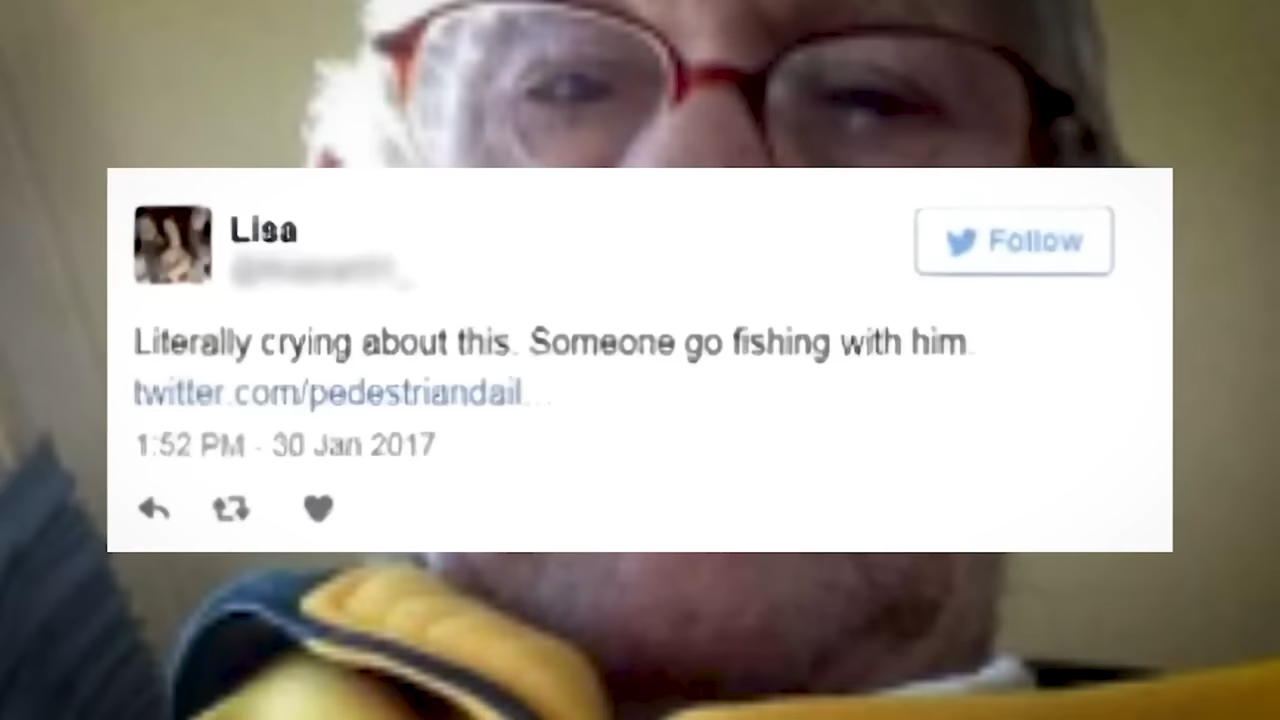 Lisa
Follow
Literally crying about this. Someone go fishing with him.
twitter.com/pedestriandail...
1:52 PM - 30 Jan 2017